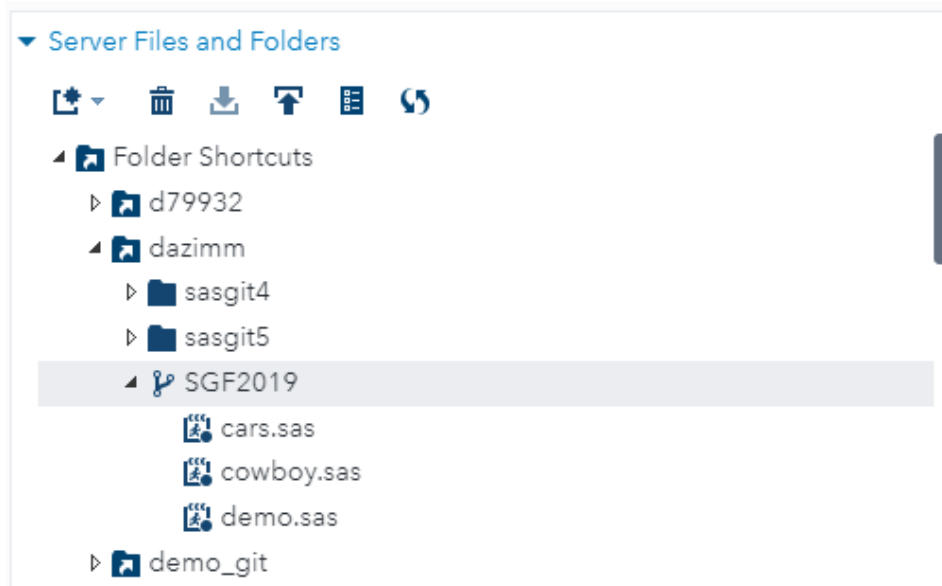 Server Files and Folders
Folder Shortcuts
d79932
dazimm
sasgit4
sasgit5
SGF2019
cars.sas
cowboy.sas
demo.sas
demo_git